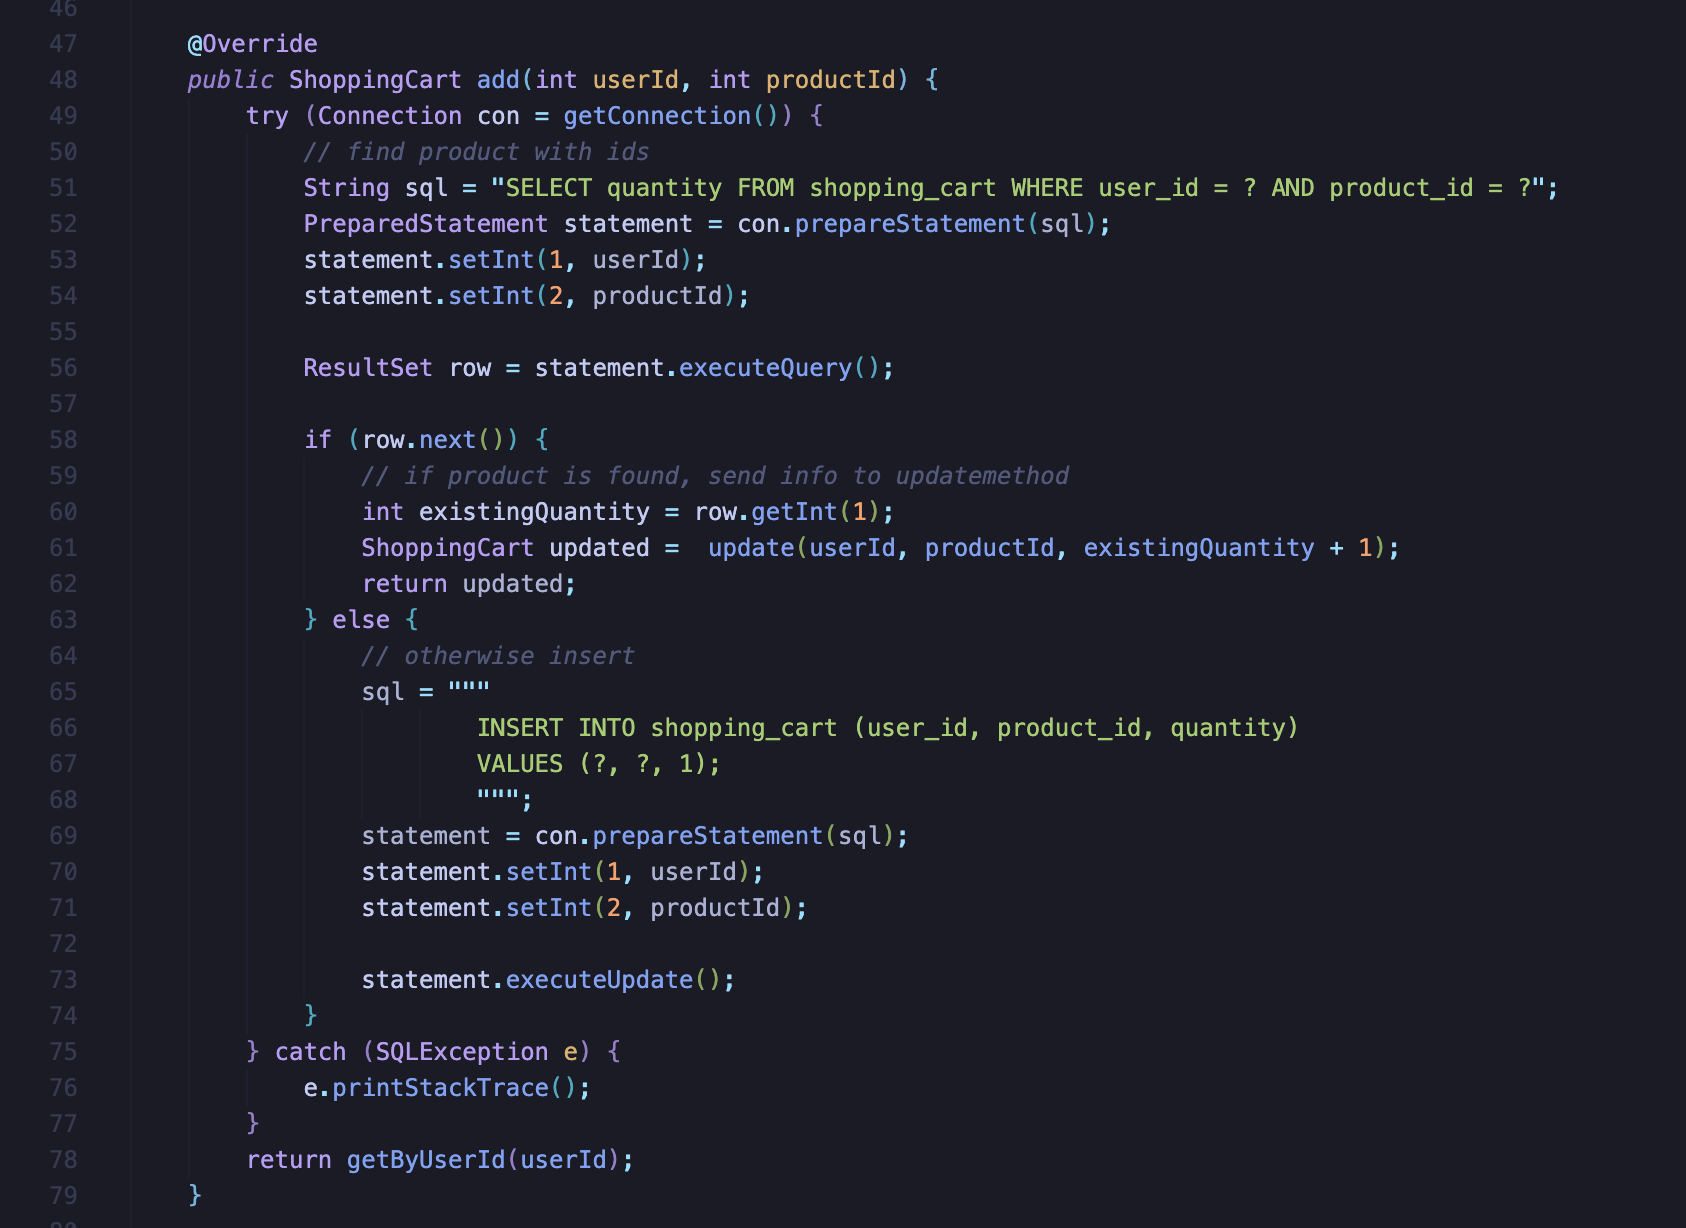 46
47 @Override
48 public ShoppingCart add(int userId, int productId) {
49 try (Connection con = getConnection()) {
50 // find product with ids
51 String sql = "SELECT quantity FROM shopping_cart WHERE user_id = ? AND product_id = ?";
52 PreparedStatement statement = con.prepareStatement(sql);
53 statement.setInt(1, userId);
54 statement.setInt(2, productId);
55
56 ResultSet row = statement.executeQuery();
57
58 if (row.next()) {
59 // if product is found, send info to updatemethod
60 int existingQuantity = row.getInt(1);
61 ShoppingCart updated =  update(userId, productId, existingQuantity + 1);
62 return updated;
63 } else {
64 // otherwise insert
65 sql = """
66 INSERT INTO shopping_cart (user_id, product_id, quantity)
67 VALUES (?, ?, 1);
68 """;
69 statement = con.prepareStatement(sql);
70 statement.setInt(1, userId);
71 statement.setInt(2, productId);
72
73 statement.executeUpdate();
74 }
75 } catch (SQLException e) {
76 e.printStackTrace();
77 }
78 return getByUserId(userId);
79 }